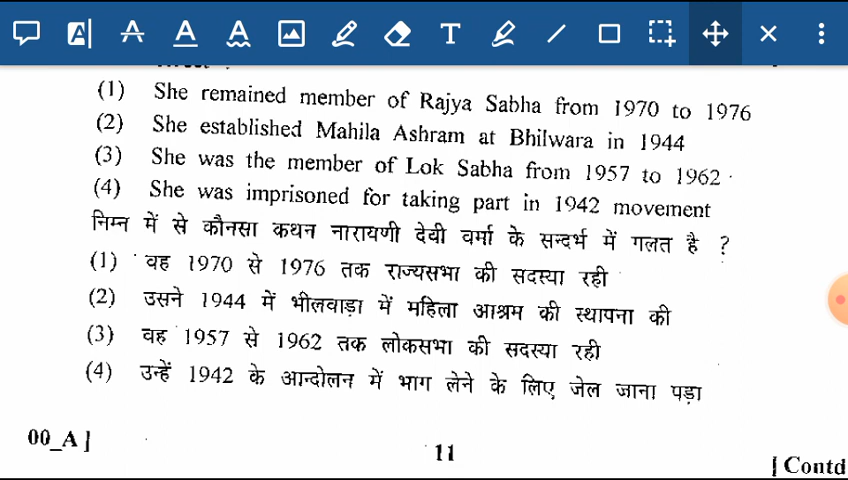 (1) She remained member of Rajya Sabha from 1970 to 1976
(2) She established Mahila Ashram at Bhilwara in 1944
(3) She was the member of Lok Sabha from 1957 to 1962
(4) She was imprisoned for taking part in 1942 movement
निम्न में से कौनसा कथन नारायणी देवी वर्मा के सन्दर्भ में गलत है ?
(1) वह 1970 से 1976 तक राज्यसभा की सदस्या रही
(2) उसने 1944 में भीलवाड़ा में महिला आश्रम की स्थापना की
(3) वह 1957 से 1962 तक लोकसभा की सदस्या रही
(4) उन्हें 1942 के आन्दोलन में भाग लेने के लिए जेल जाना पड़ा
00_A]
11
[Contd